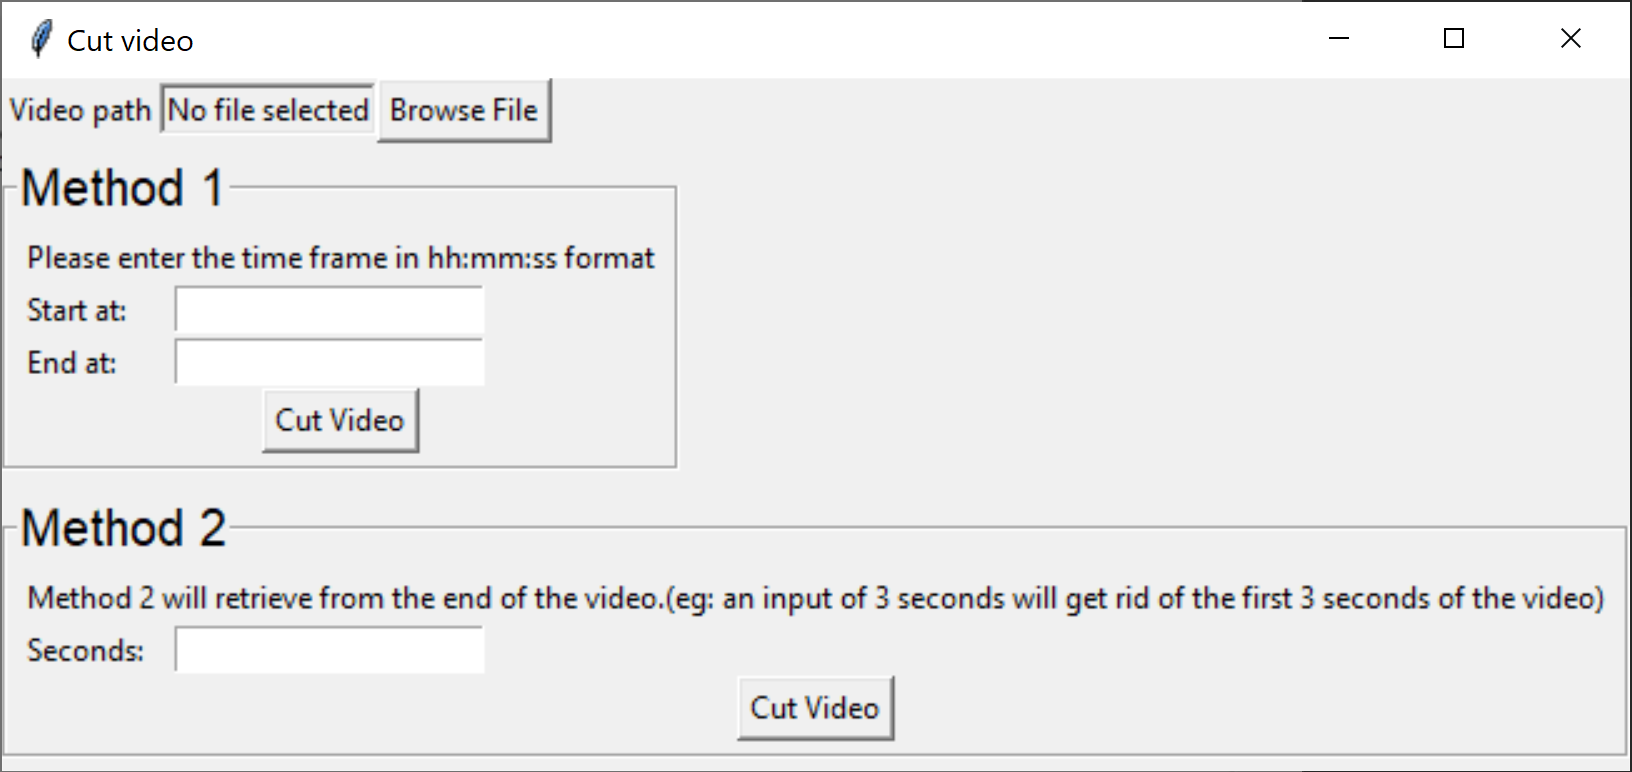 Cut video
Video path No file selected Browse File
Method 1
Please enter the time frame in hh:mm:ss format
Start at:
End at:
Cut Video
Method 2
Method 2 will retrieve from the end of the video.(eg: an input of 3 seconds will get rid of the first 3 seconds of the video)
Seconds:
Cut Video